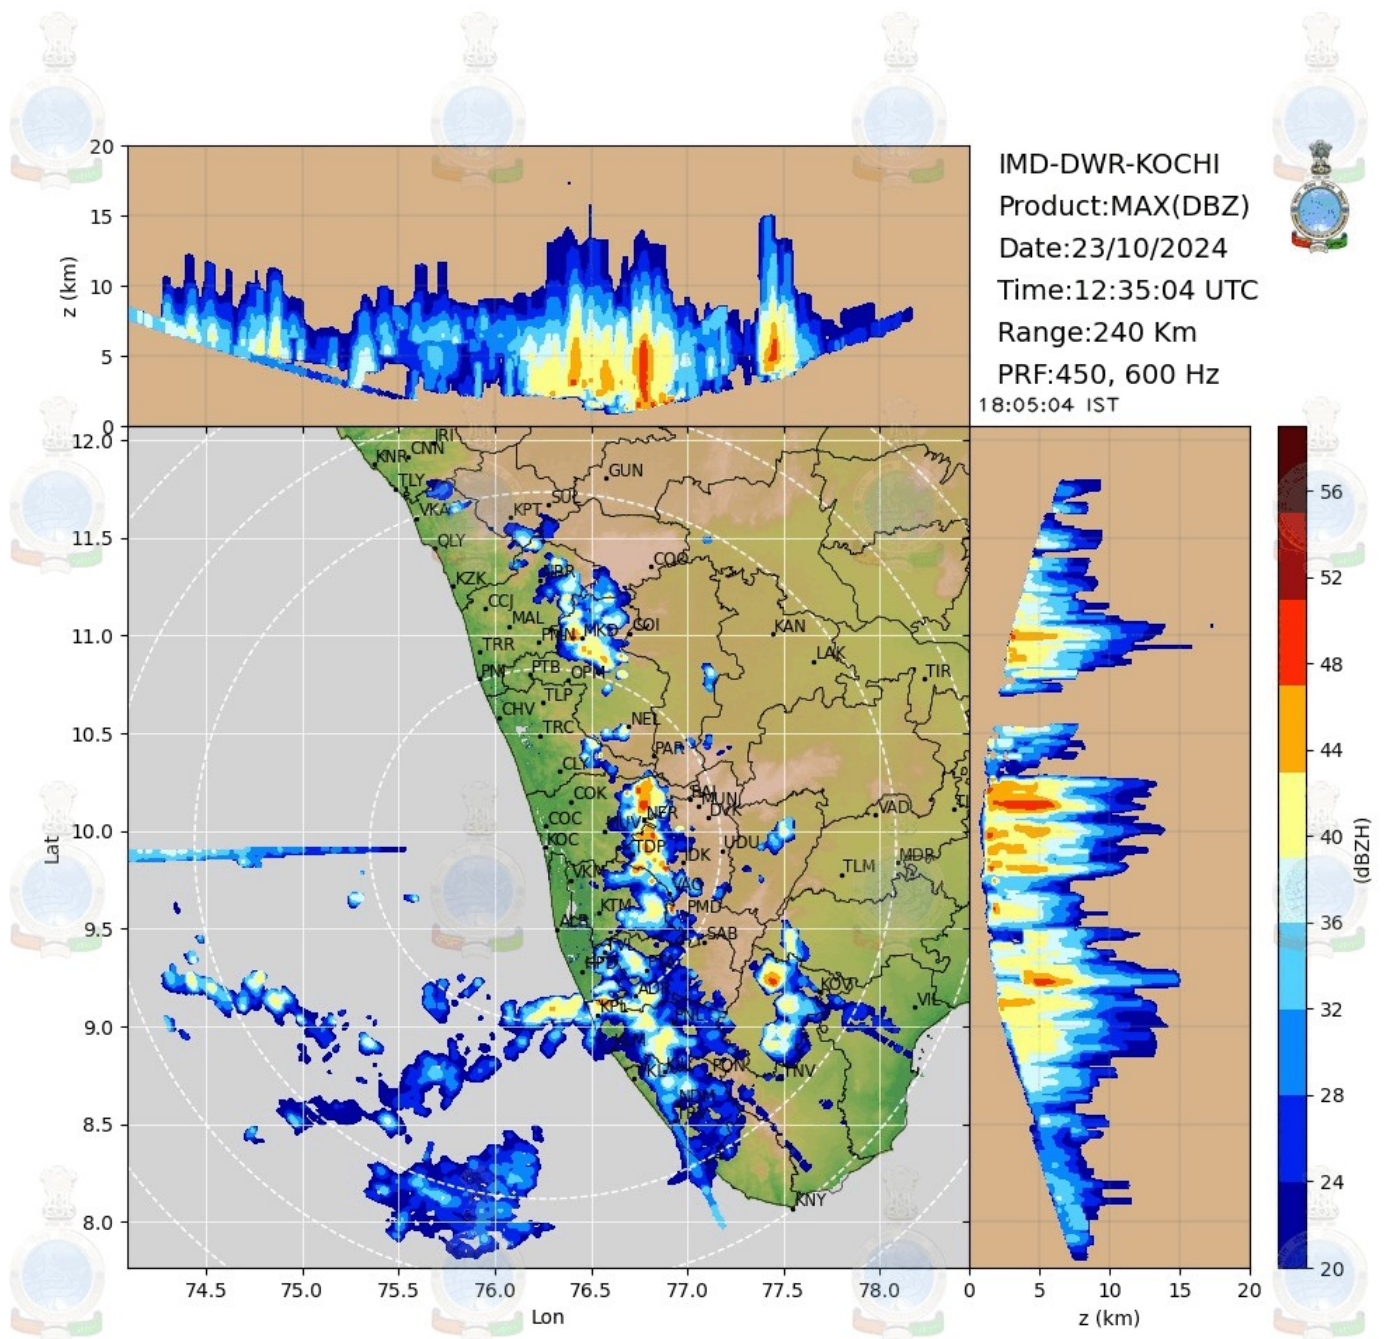 IMD-DWR-KOCHI
Product:MAX(DBZ)
Date:23/10/2024
Time:12:35:04 UTC
Range:240 Km
PRF:450, 600 Hz
18:05:04 IST
20
15
10
5
0
z (km)
12.0
11.5
11.0
10.5
10.0
9.5
9.0
8.5
8.0
Lat
IRI
CNN
KNR
TLY
VKA
QLY
KZK
CCJ
MAL
TRR
PNI
PTB
OPM
TLP
CHV
TRC
GUN
SUL
KPT
COO
MKD
COI
KAN
LAK
TIR
NEL
PAR
COK
COC
KOC
MUN
DVK
VAD
NER
TDP
IDK
UDU
TLM
MDR
VKM
KTM
PMD
ALB
SAB
KPL
KOV
VIL
PON
TNV
KNY
74.5 75.0 75.5 76.0 76.5 77.0 77.5 78.0
Lon
0 5 10 15 20
z (km)
56
52
48
44
40
36
32
28
24
20
(dBZH)